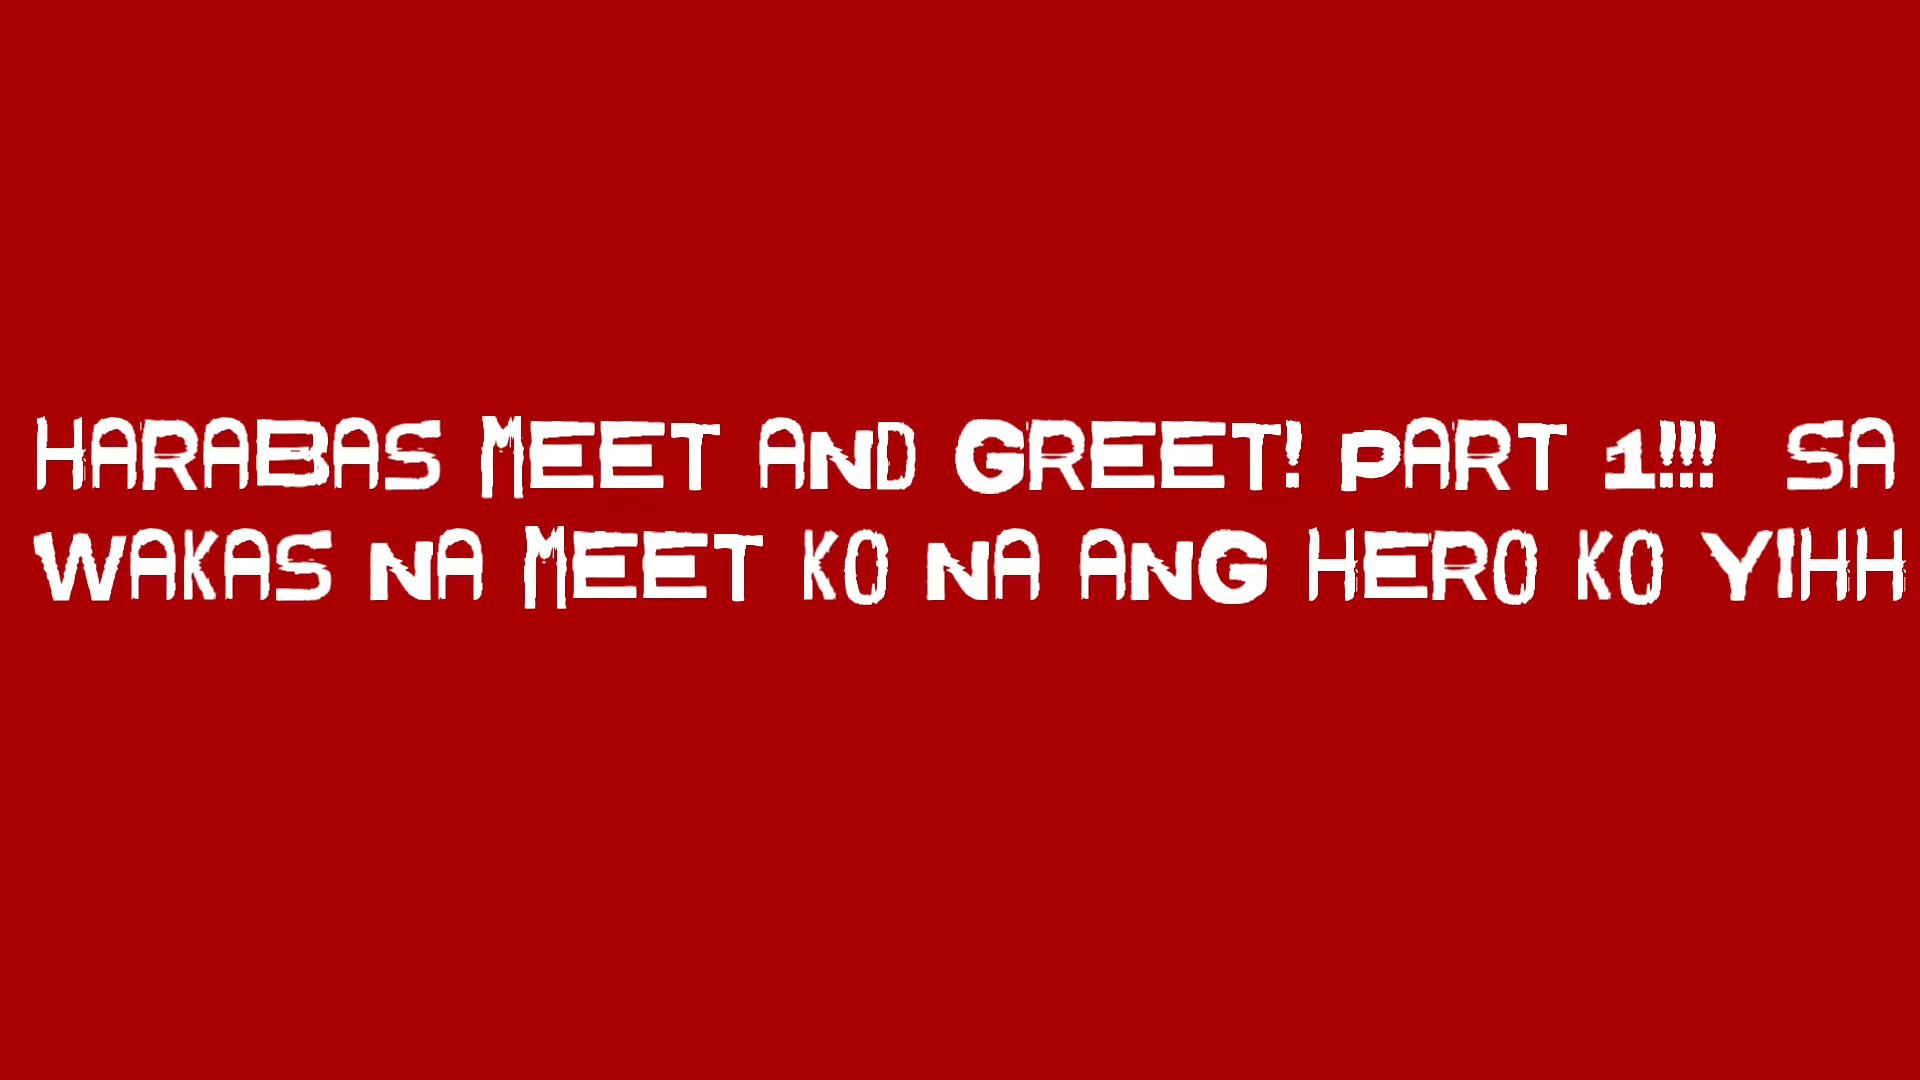 HARABAS MEET AND GREET! PART 1!!! SA
WAKAS NA MEET KO NA ANG HERO KO YIHH